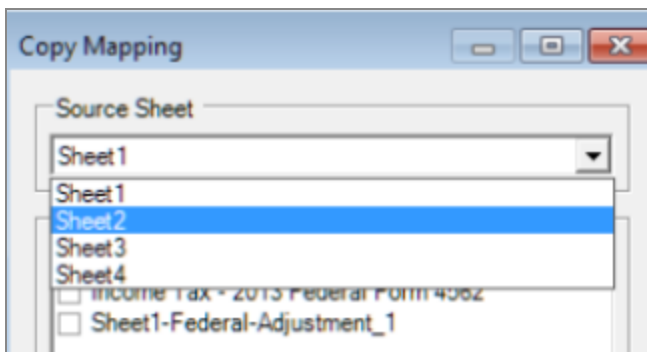 Copy Mapping
Source Sheet
Sheet1
Sheet1
Sheet2
Sheet3
Sheet4
Income Tax - 2013 Federal Form 4562
Sheet1-Federal-Adjustment_1